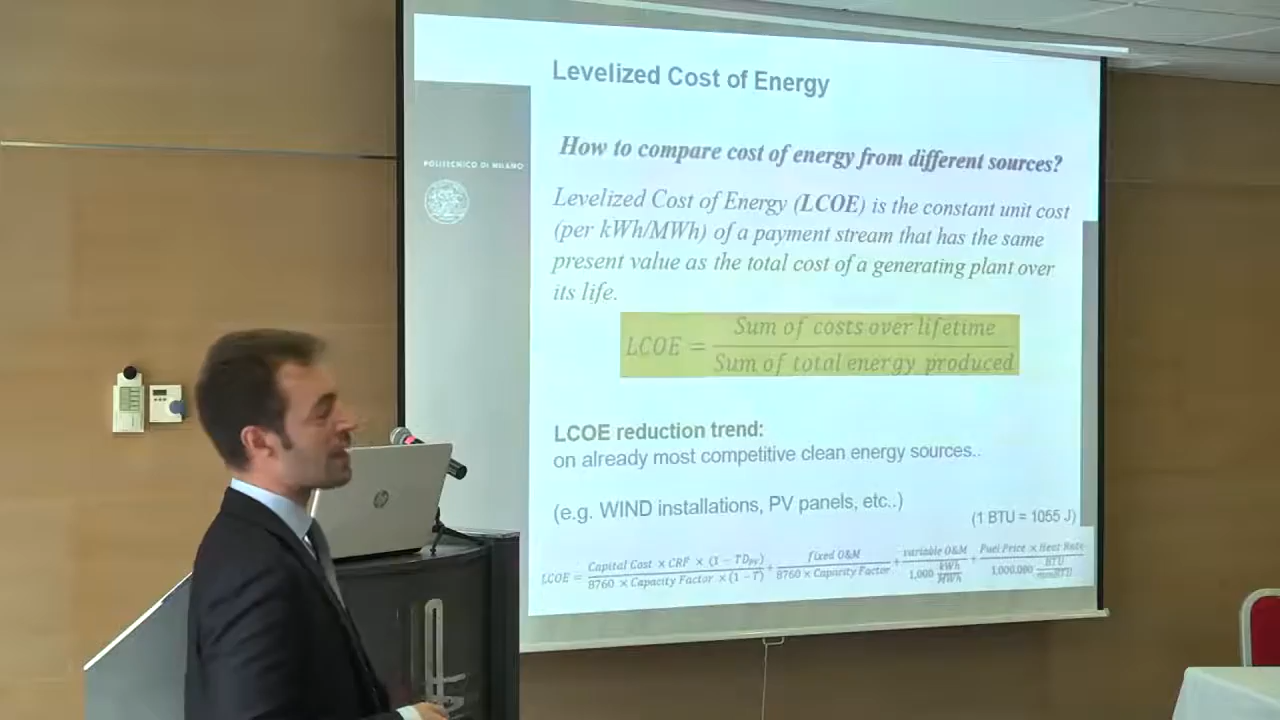 Levelized Cost of Energy
POLITECNICO DI MILANO
How to compare cost of energy from different sources?
Levelized Cost of Energy (LCOE) is the constant unit cost
(per kWh/MWh) of a payment stream that has the same
present value as the total cost of a generating plant over
its life.
LCOE = Sum of costs over lifetime / Sum of total energy produced
LCOE reduction trend:
on already most competitive clean energy sources..
(e.g. WIND installations, PV panels, etc..)
(1 BTU = 1055 J)
LCOE = Capital Cost × CRF × (1 − TD_PV) / 8760 × Capacity Factor × (1 − T) + fixed O&M / 8760 × Capacity Factor + variable O&M / 1,000 kWh/MWh + Fuel Price × Heat Rate / 1,000,000 BTU/mmBTU
hp